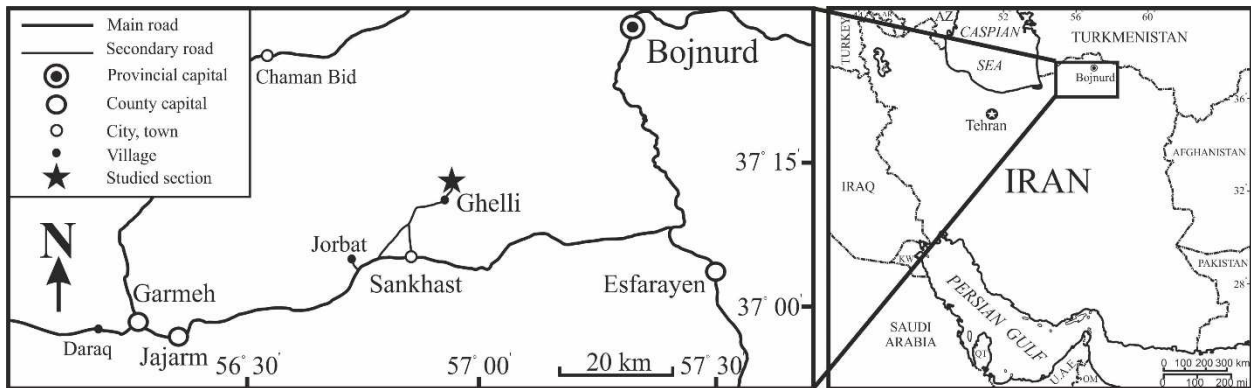 Main road
Secondary road
Provincial capital
County capital
City, town
Village
Studied section
N
Chaman Bid
Bojnurd
37° 15'
Ghelli
Jorbat
Sankhast
Esfarayen
37° 00'
Garmeh
Daraq
Jajarm
56° 30'
57° 00'
20 km
57° 30'
TURKEY
AR
AZ
52
56
60
CASPIAN
SEA
TURKMENISTAN
Bojnurd
36
Tehran
AFGHANISTAN
IRAQ
IRAN
32
KW
PAKISTAN
28
PERSIAN GULF
SAUDI
ARABIA
QT
U.A.E.
OM
0 100 200 300 km
0 100 200 mi